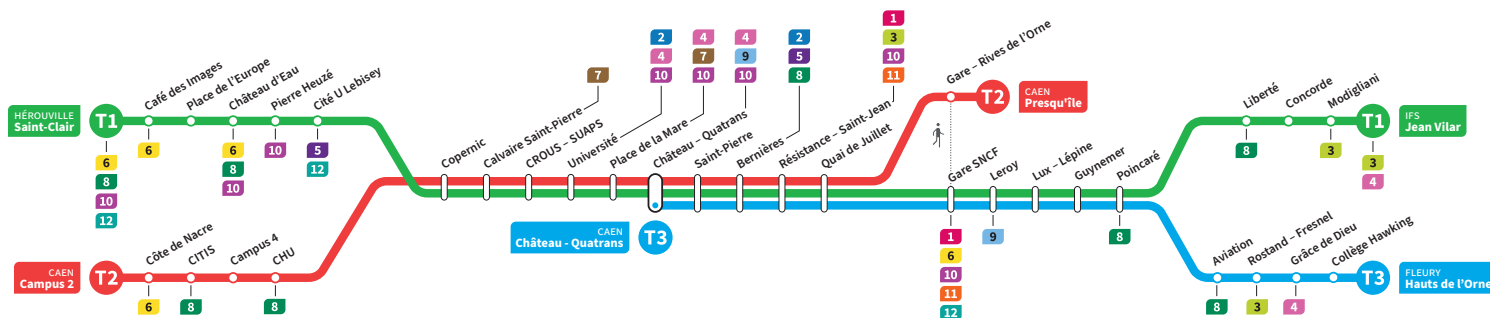 HÉROUVILLE
Saint-Clair
T1
6
8
10
12
Café des Images
6
Place de l'Europe
Château d'Eau
6
8
10
Pierre Heuzé
10
Cité U Lebisey
5
12
CAEN
Campus 2
T2
Côte de Nacre
6
CITIS
8
Campus 4
CHU
8
Copernic
Calvaire Saint-Pierre
7
CROUS – SUAPS
Université
2
4
10
Place de la Mare
4
7
10
Château – Quatrans
4
9
10
CAEN
Château - Quatrans
T3
Saint-Pierre
Bernières
2
5
8
Résistance – Saint-Jean
1
3
10
11
Quai de Juillet
Gare – Rives de l'Orne
T2
CAEN
Presqu'île
Gare SNCF
1
6
10
11
12
Leroy
9
Lux – Lépine
Guynemer
Poincaré
8
Liberté
8
Concorde
Modigliani
3
T1
3
4
IFS
Jean Vilar
Aviation
8
Rostand – Fresnel
3
Grâce de Dieu
4
Collège Hawking
T3
FLEURY
Hauts de l'Orne